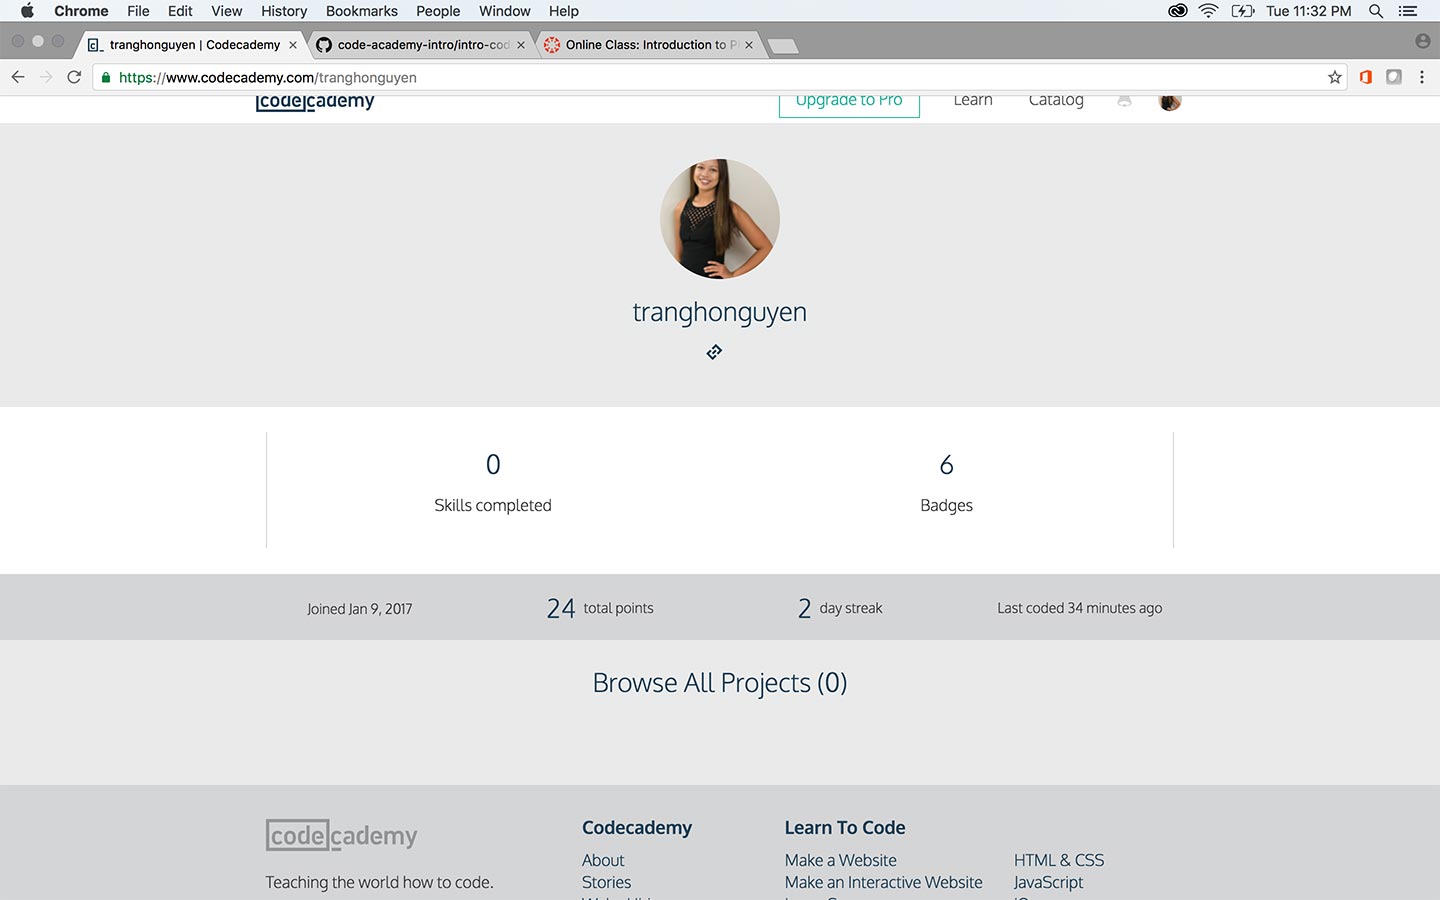 Chrome File Edit View History Bookmarks People Window Help Tue 11:32 PM
tranghonguyen | Codecademy code-academy-intro/intro-cod Online Class: Introduction to P
https://www.codecademy.com/tranghonguyen
codecademy Upgrade to Pro Learn Catalog
tranghonguyen
0 6
Skills completed Badges
Joined Jan 9, 2017 24 total points 2 day streak Last coded 34 minutes ago
Browse All Projects (0)
codecademy Codecademy Learn To Code
About Make a Website HTML & CSS
Teaching the world how to code. Stories Make an Interactive Website JavaScript